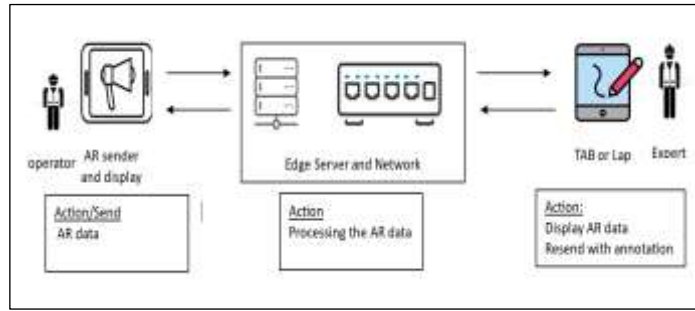 operator
AR sender
and display
Edge Server and Network
TAB or Lap
Expert
Action/Send
AR data
Action
Processing the AR data
Action:
Display AR data
Resend with annotation